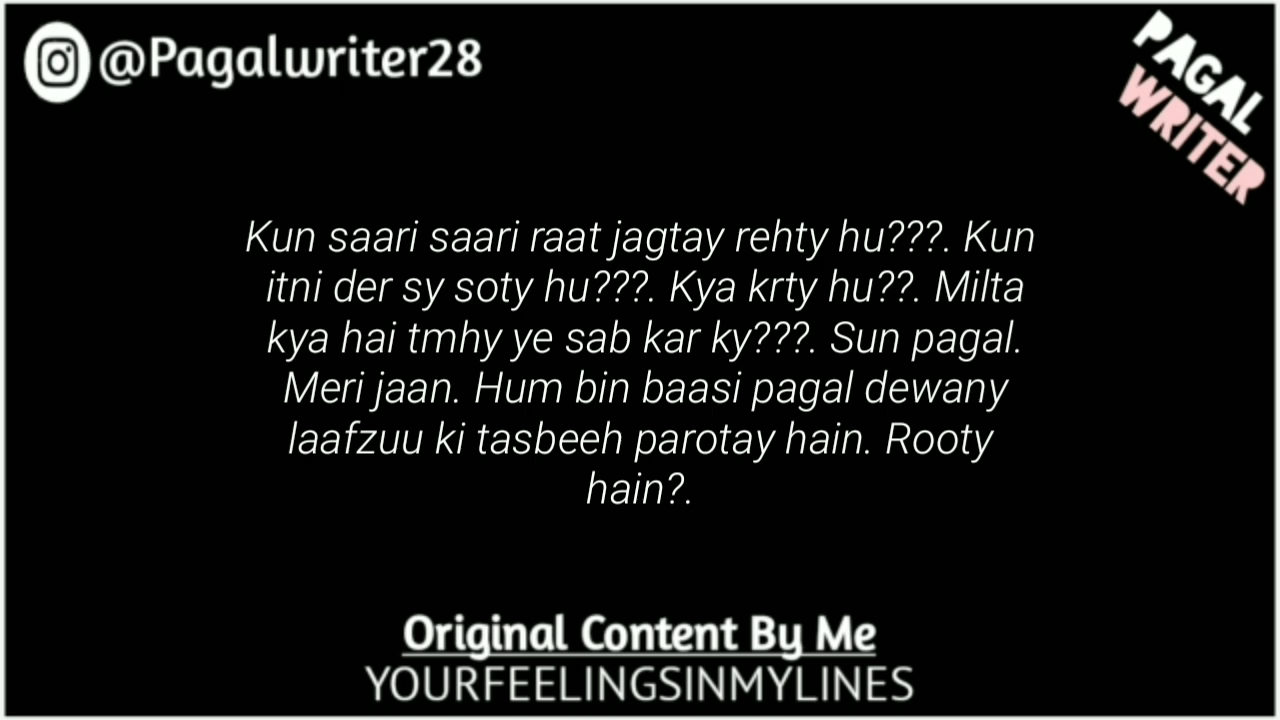 @Pagalwriter28
PAGAL
WRITER
Kun saari saari raat jagtay rehty hu???. Kun
itni der sy soty hu???. Kya krty hu??. Milta
kya hai tmhy ye sab kar ky???. Sun pagal.
Meri jaan. Hum bin baasi pagal dewany
laafzuu ki tasbeeh parotay hain. Rooty
hain?.
Original Content By Me
YOURFEELINGSINMYLINES